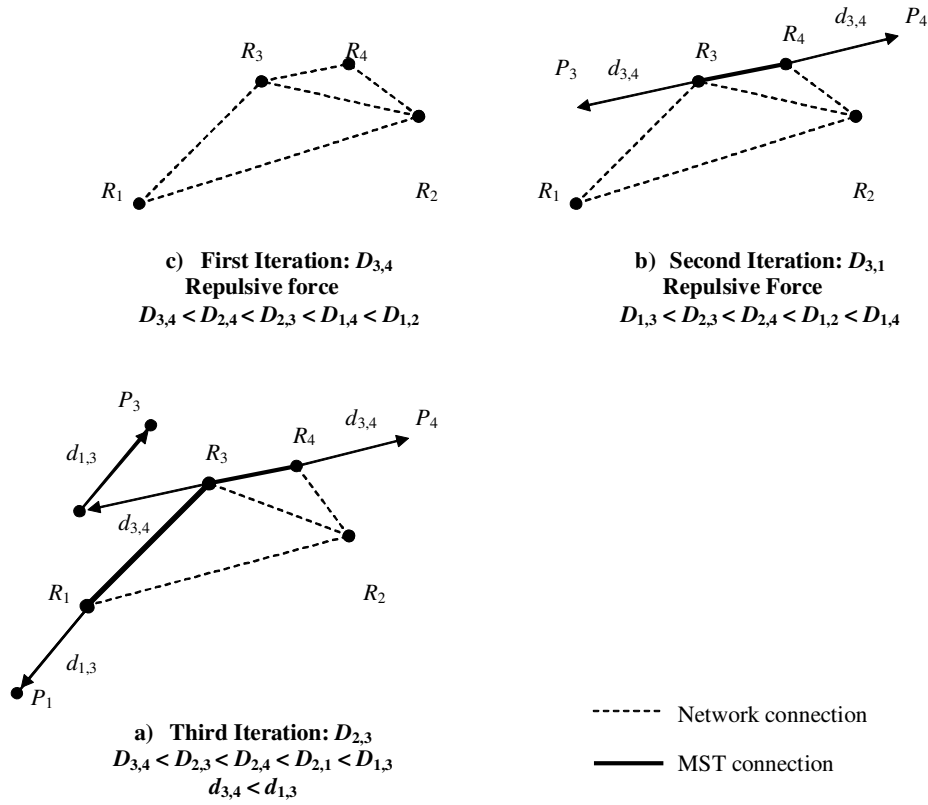 R3
R4
R1
R2
c) First Iteration: D3,4
Repulsive force
D3,4 < D2,4 < D2,3 < D1,4 < D1,2
d3,4
P4
R3
R4
P3
d3,4
R1
R2
b) Second Iteration: D3,1
Repulsive Force
D1,3 < D2,3 < D2,4 < D1,2 < D1,4
P3
d3,4
P4
R3
R4
d1,3
d3,4
R1
R2
d1,3
P1
a) Third Iteration: D2,3
D3,4 < D2,3 < D2,4 < D2,1 < D1,3
d3,4 < d1,3
Network connection
MST connection